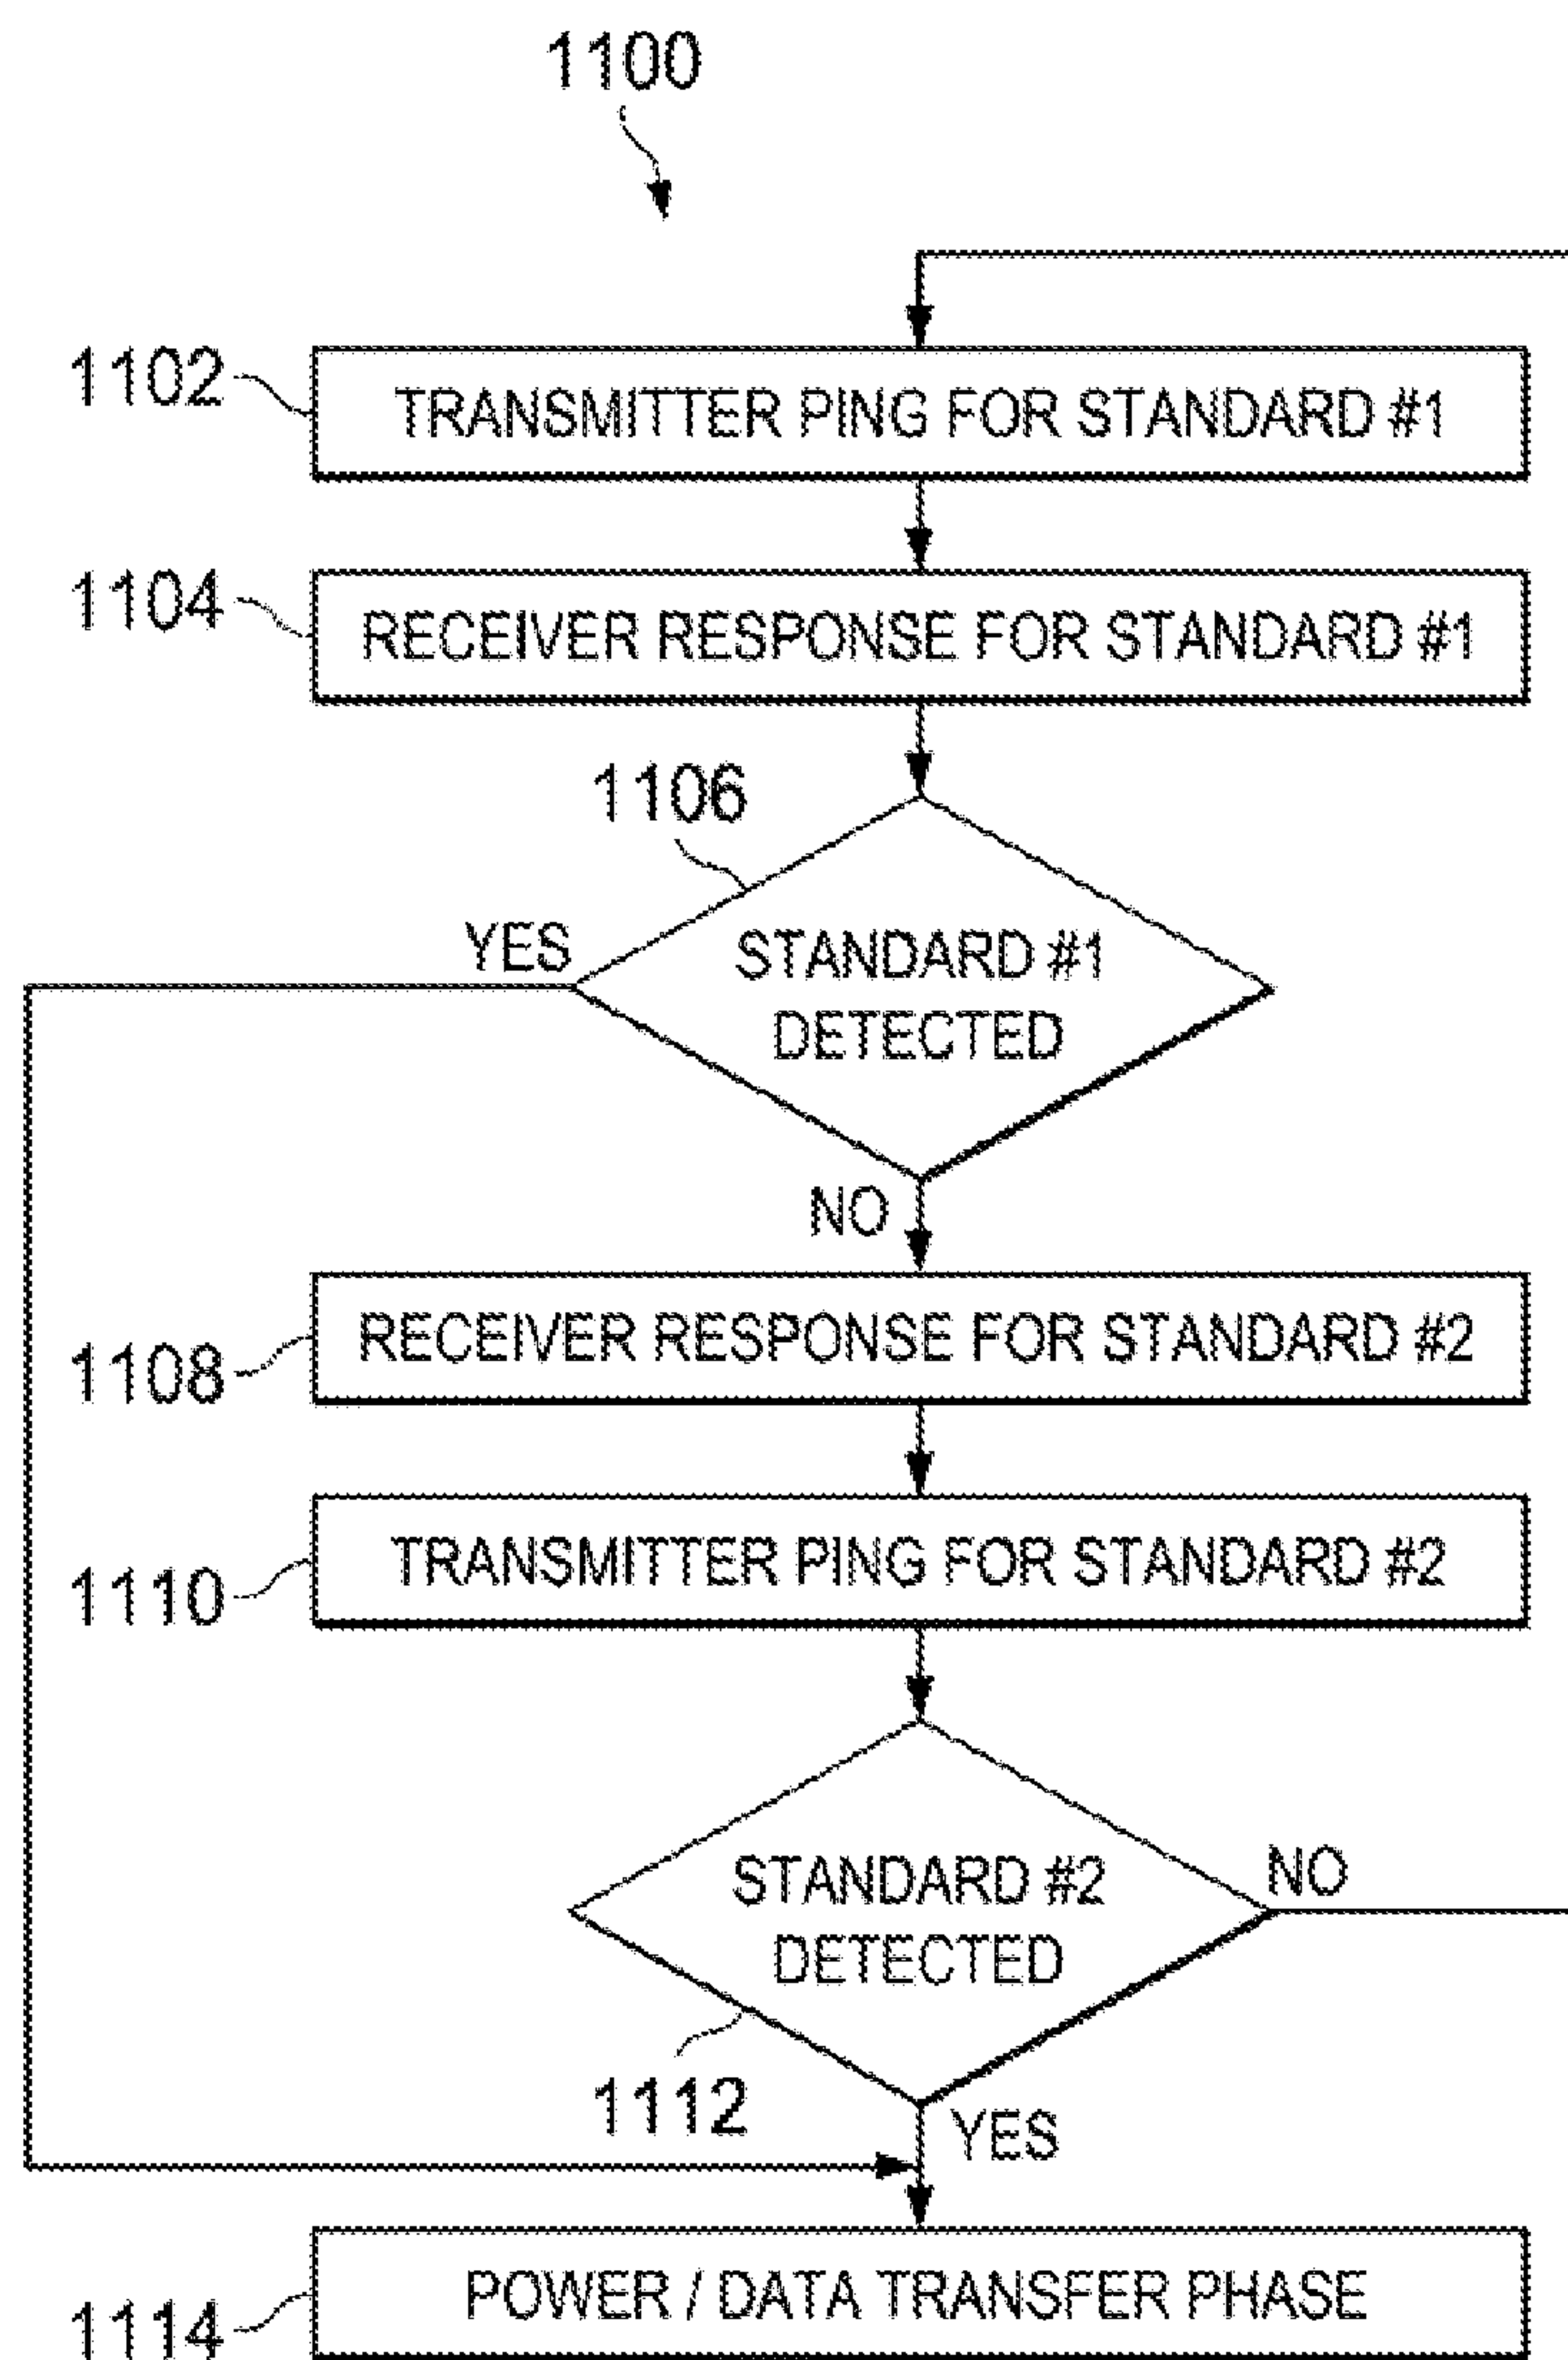 1100
1102
TRANSMITTER PING FOR STANDARD #1
1104
RECEIVER RESPONSE FOR STANDARD #1
1106
YES
STANDARD #1
DETECTED
NO
1108
RECEIVER RESPONSE FOR STANDARD #2
1110
TRANSMITTER PING FOR STANDARD #2
STANDARD #2
DETECTED
NO
1112
YES
1114
POWER / DATA TRANSFER PHASE